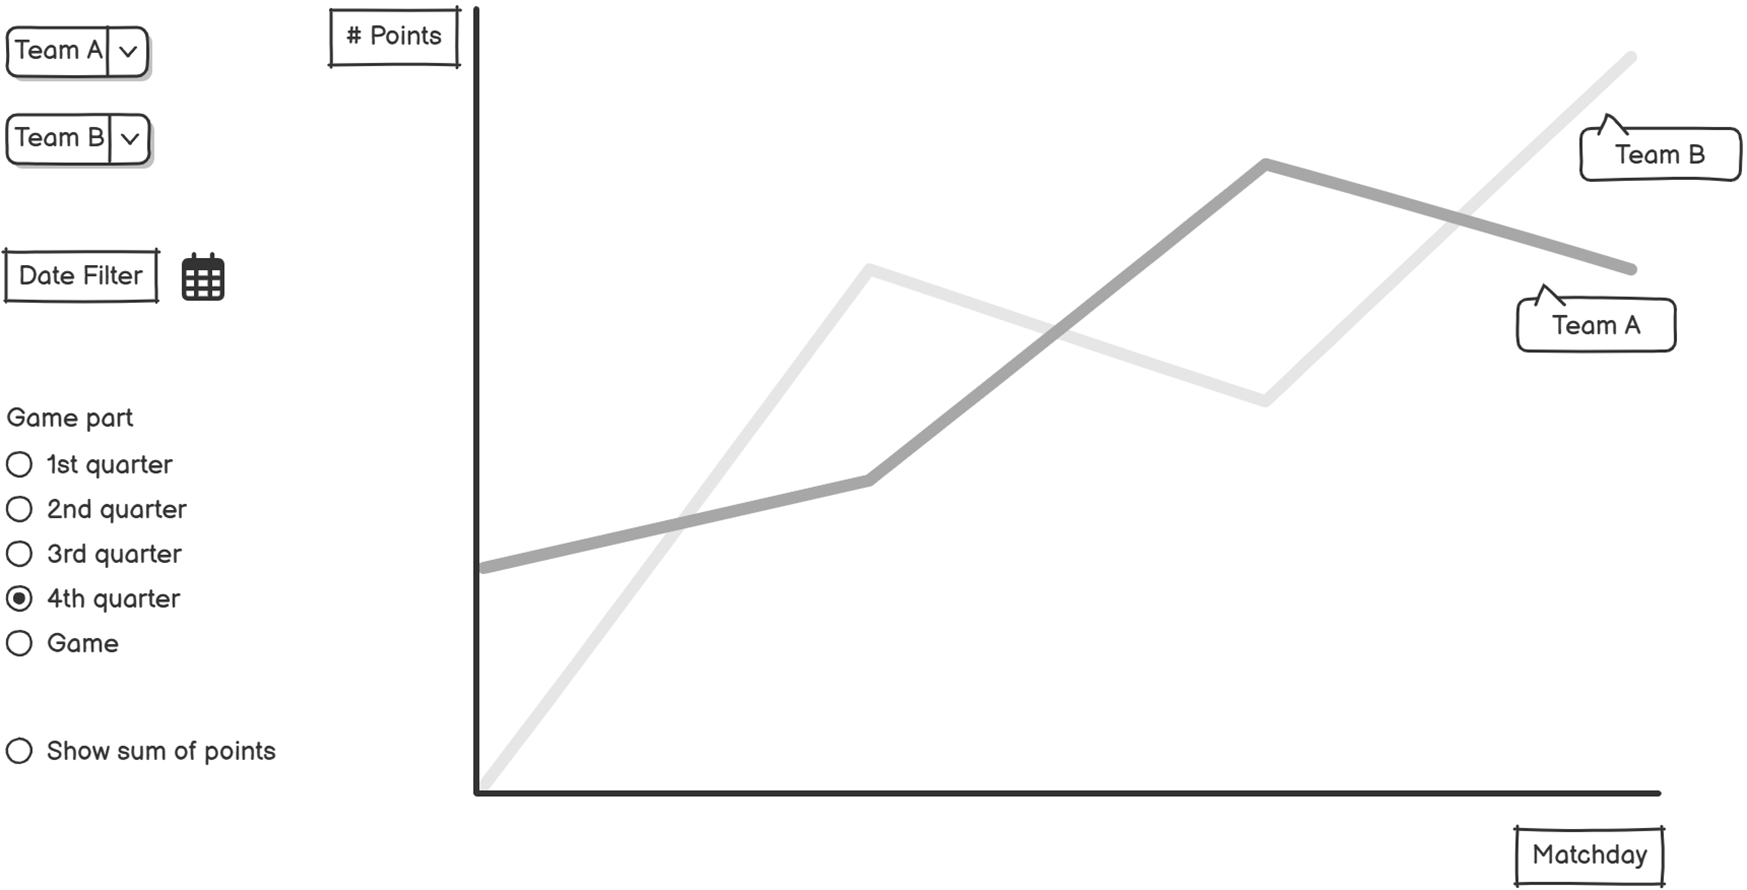 Team A
Team B
Date Filter
Game part
1st quarter
2nd quarter
3rd quarter
4th quarter
Game
Show sum of points
# Points
Team B
Team A
Matchday